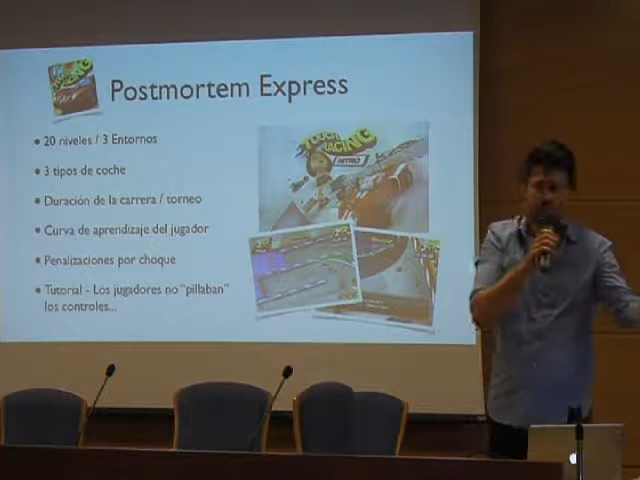 Postmortem Express
• 20 niveles / 3 Entornos
• 3 tipos de coche
• Duración de la carrera / torneo
• Curva de aprendizaje del jugador
• Penalizaciones por choque
• Tutorial - Los jugadores no "pillaban"
los controles...
TOUCH
RACING
NITRO